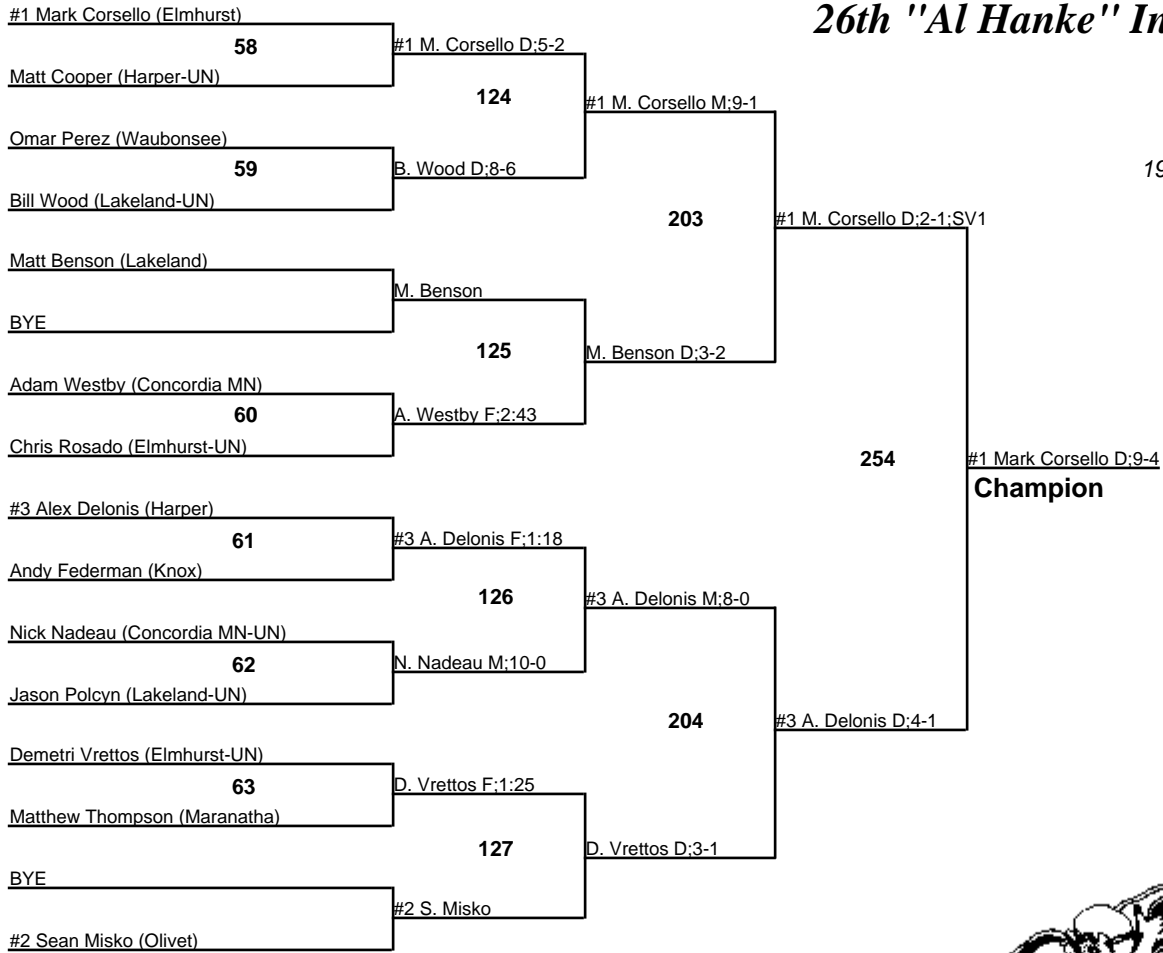 26th "Al Hanke" In
19
#1 Mark Corsello (Elmhurst)
58
Matt Cooper (Harper-UN)
#1 M. Corsello D;5-2
124
Omar Perez (Waubonsee)
59
Bill Wood (Lakeland-UN)
B. Wood D;8-6
#1 M. Corsello M;9-1
203
Matt Benson (Lakeland)
BYE
M. Benson
125
Adam Westby (Concordia MN)
60
Chris Rosado (Elmhurst-UN)
A. Westby F;2:43
M. Benson D;3-2
#1 M. Corsello D;2-1;SV1
254
#1 Mark Corsello D;9-4
Champion
#3 Alex Delonis (Harper)
61
Andy Federman (Knox)
#3 A. Delonis F;1:18
126
Nick Nadeau (Concordia MN-UN)
62
Jason Polcyn (Lakeland-UN)
N. Nadeau M;10-0
#3 A. Delonis M;8-0
204
#3 A. Delonis D;4-1
Demetri Vrettos (Elmhurst-UN)
63
Matthew Thompson (Maranatha)
D. Vrettos F;1:25
127
D. Vrettos D;3-1
BYE
#2 Sean Misko (Olivet)
#2 S. Misko